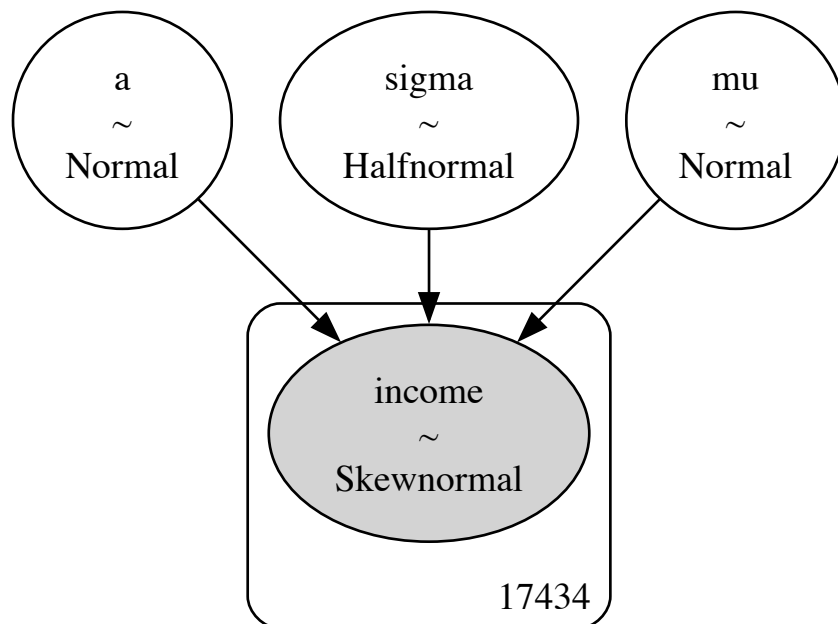 a
~
Normal
sigma
~
Halfnormal
mu
~
Normal
income
~
Skewnormal
17434